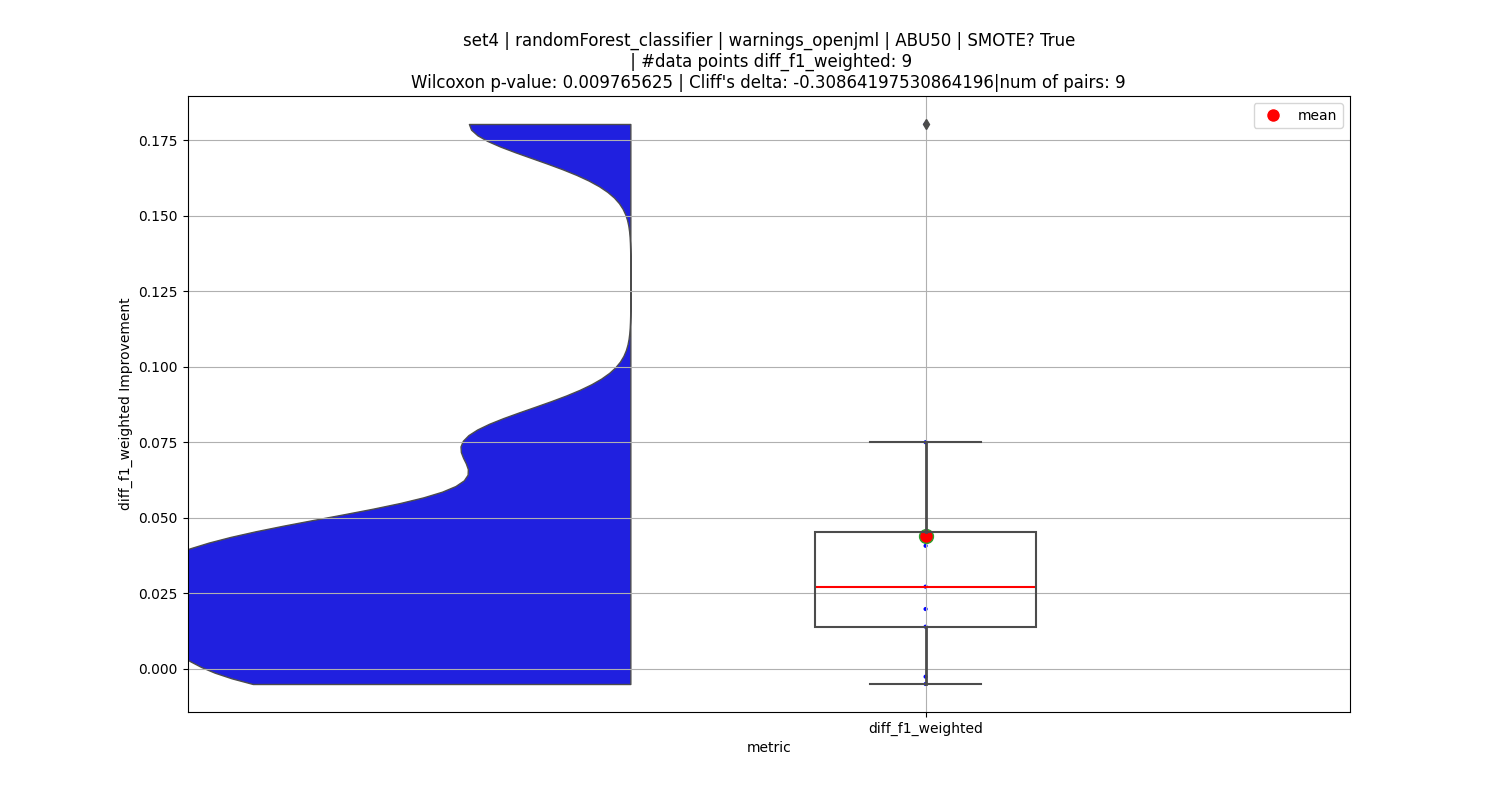 set4 | randomForest_classifier | warnings_openjml | ABU50 | SMOTE? True
| #data points diff_f1_weighted: 9
Wilcoxon p-value: 0.009765625 | Cliff's delta: -0.30864197530864196|num of pairs: 9
mean
0.175
0.150
0.125
0.100
0.075
0.050
0.025
0.000
diff_f1_weighted Improvement
diff_f1_weighted
metric